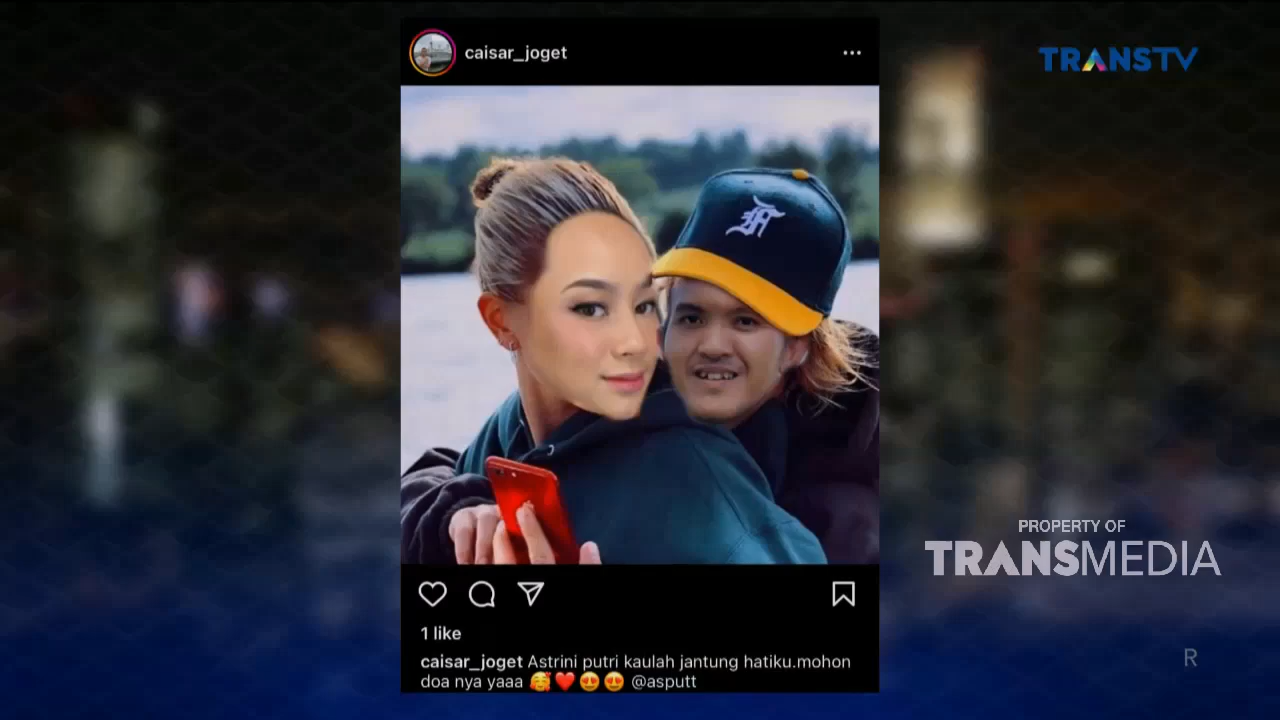 caisar_joget
TRANSTV
PROPERTY OF
TRANSMEDIA
1 like
caisar_joget Astrini putri kaulah jantung hatiku.mohon
doa nya yaaa 🥰❤️😍😍 @asputt
R